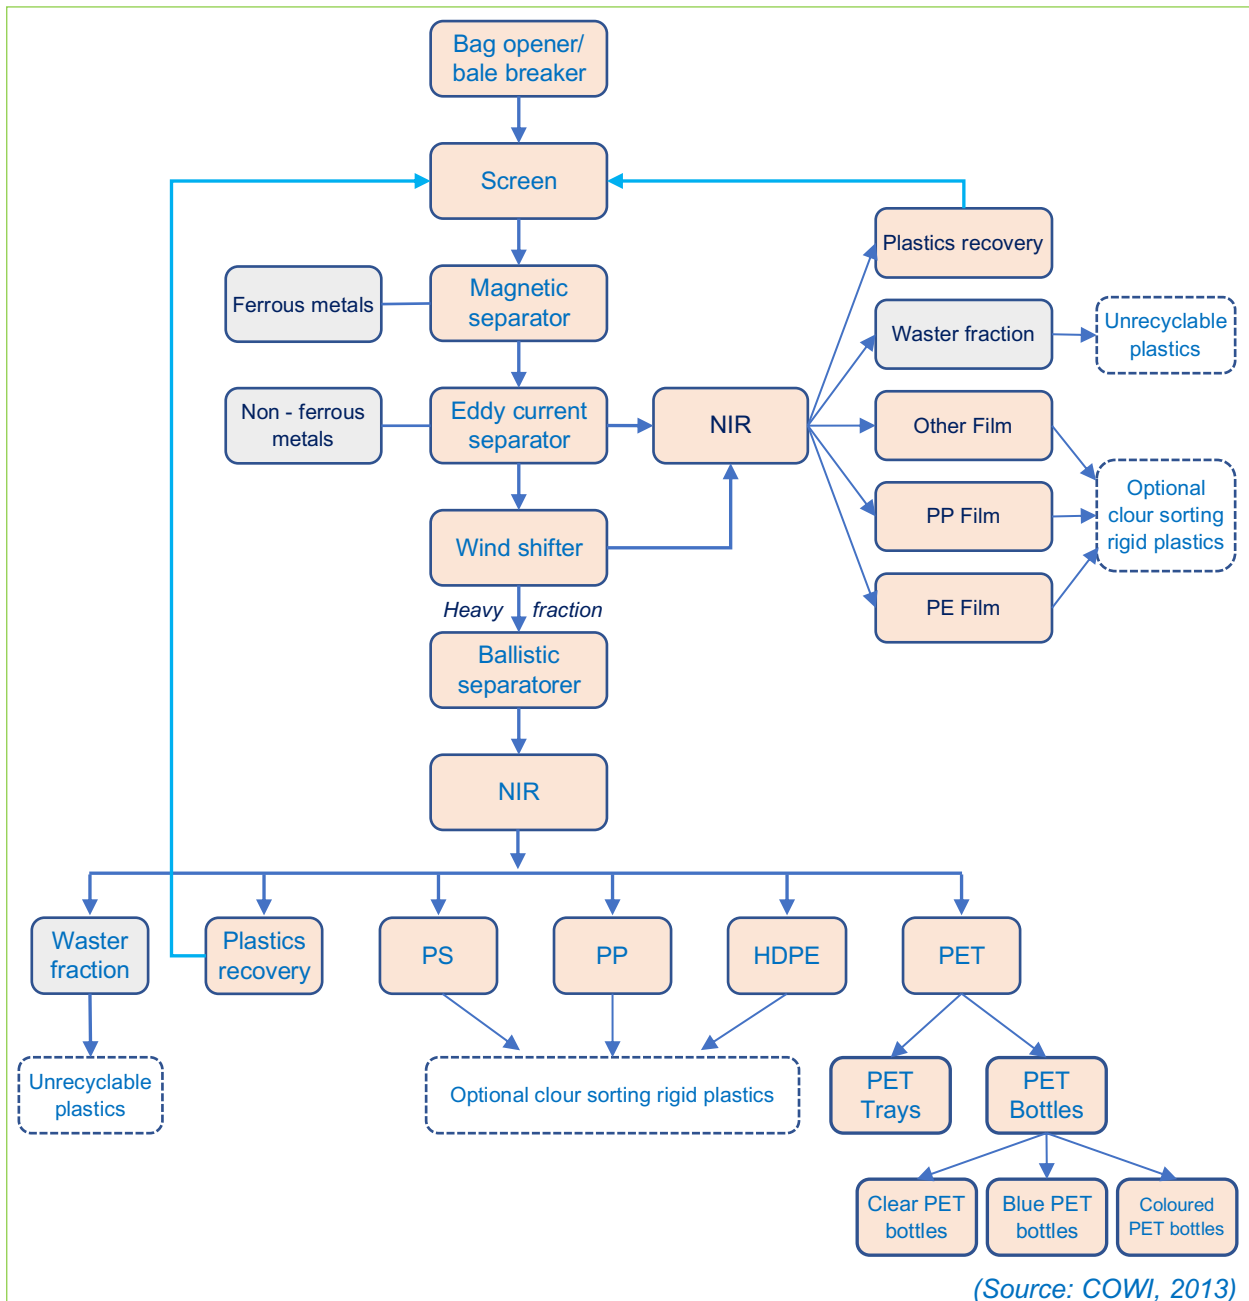 Bag opener/
bale breaker
Screen
Plastics recovery
Ferrous metals
Magnetic
separator
Waster fraction
Unrecyclable
plastics
Non - ferrous
metals
Eddy current
separator
NIR
Other Film
Optional
clour sorting
rigid plastics
PP Film
Wind shifter
PE Film
Heavy fraction
Ballistic
separatorer
NIR
Waster
fraction
Plastics
recovery
PS
PP
HDPE
PET
Unrecyclable
plastics
Optional clour sorting rigid plastics
PET
Trays
PET
Bottles
Clear PET
bottles
Blue PET
bottles
Coloured
PET bottles
(Source: COWI, 2013)